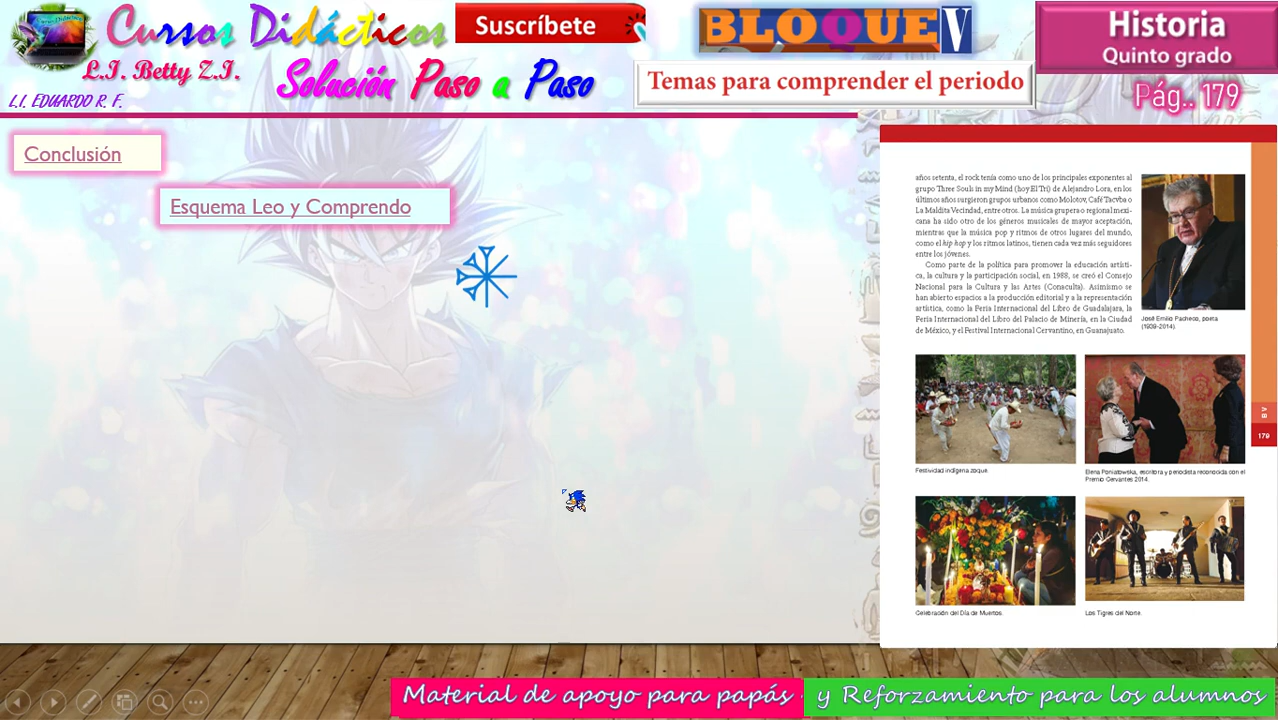 Cursos Didácticos
Suscríbete
BLOQUE V
Historia
Quinto grado
L.I. Betty Z.I.
Solución Paso a Paso
Temas para comprender el periodo
L.I. EDUARDO R. F.
Pág.. 179
Conclusión
Esquema Leo y Comprendo
años setenta, el rock tenía como uno de los principales exponentes al
grupo Three Souls in my Mind (hoy El Tri) de Alejandro Lora, en los
últimos años surgieron grupos urbanos como Molotov, Café Tacvba o
La Maldita Vecindad, entre otros. La música grupera o regional mexi-
cana ha sido otro de los géneros musicales de mayor aceptación,
mientras que la música pop y ritmos de otros lugares del mundo,
como el hip hop y los ritmos latinos, tienen cada vez más seguidores
entre los jóvenes.
Como parte de la política para promover la educación artísti-
ca, la cultura y la participación social, en 1988, se creó el Consejo
Nacional para la Cultura y las Artes (Conaculta). Asimismo se
han abierto espacios a la producción editorial y a la representación
artística, como la Feria Internacional del Libro de Guadalajara, la
Feria Internacional del Libro del Palacio de Minería, en la Ciudad
de México, y el Festival Internacional Cervantino, en Guanajuato.
José Emilio Pacheco, poeta
(1939-2014).
Festividad indígena zoque.
Elena Poniatowska, escritora y periodista reconocida con el
Premio Cervantes 2014.
B V
179
Celebración del Día de Muertos.
Los Tigres del Norte.
Material de apoyo para papás - y Reforzamiento para los alumnos